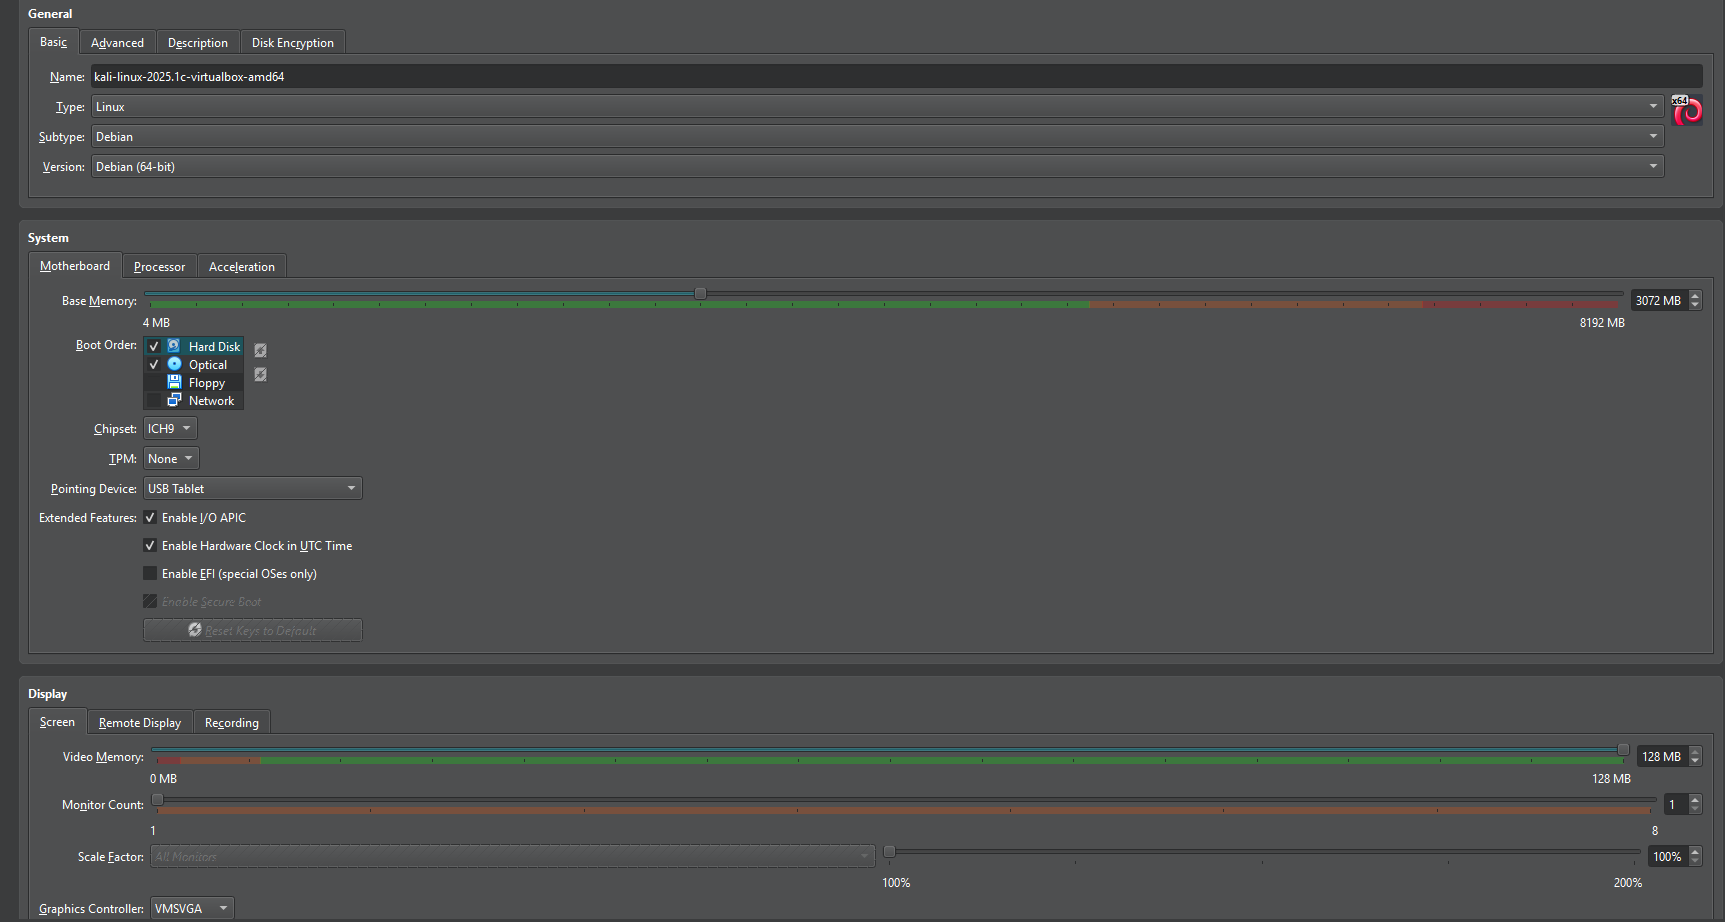 General
Basic Advanced Description Disk Encryption
Name: kali-linux-2025.1c-virtualbox-amd64
Type: Linux
x64
Subtype: Debian
Version: Debian (64-bit)
System
Motherboard Processor Acceleration
Base Memory: 3072 MB
4 MB 8192 MB
Boot Order: Hard Disk
Optical
Floppy
Network
Chipset: ICH9
TPM: None
Pointing Device: USB Tablet
Extended Features: Enable I/O APIC
Enable Hardware Clock in UTC Time
Enable EFI (special OSes only)
Enable Secure Boot
Reset Keys to Default
Display
Screen Remote Display Recording
Video Memory: 128 MB
0 MB 128 MB
Monitor Count: 1
1 8
Scale Factor: All Monitors 100%
100% 200%
Graphics Controller: VMSVGA